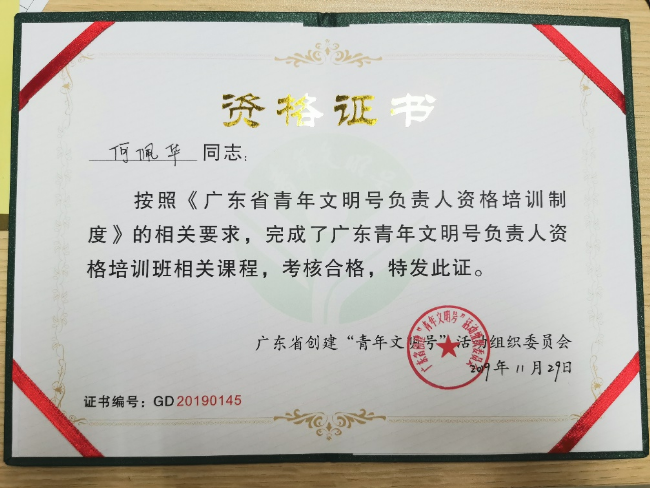 资格证书
何佩华 同志:
按照《广东省青年文明号负责人资格培训制
度》的相关要求,完成了广东青年文明号负责人资
格培训班相关课程,考核合格,特发此证。
广东省创建“青年文明号”活动组织委员会
2019年11月29日
证书编号:GD20190145